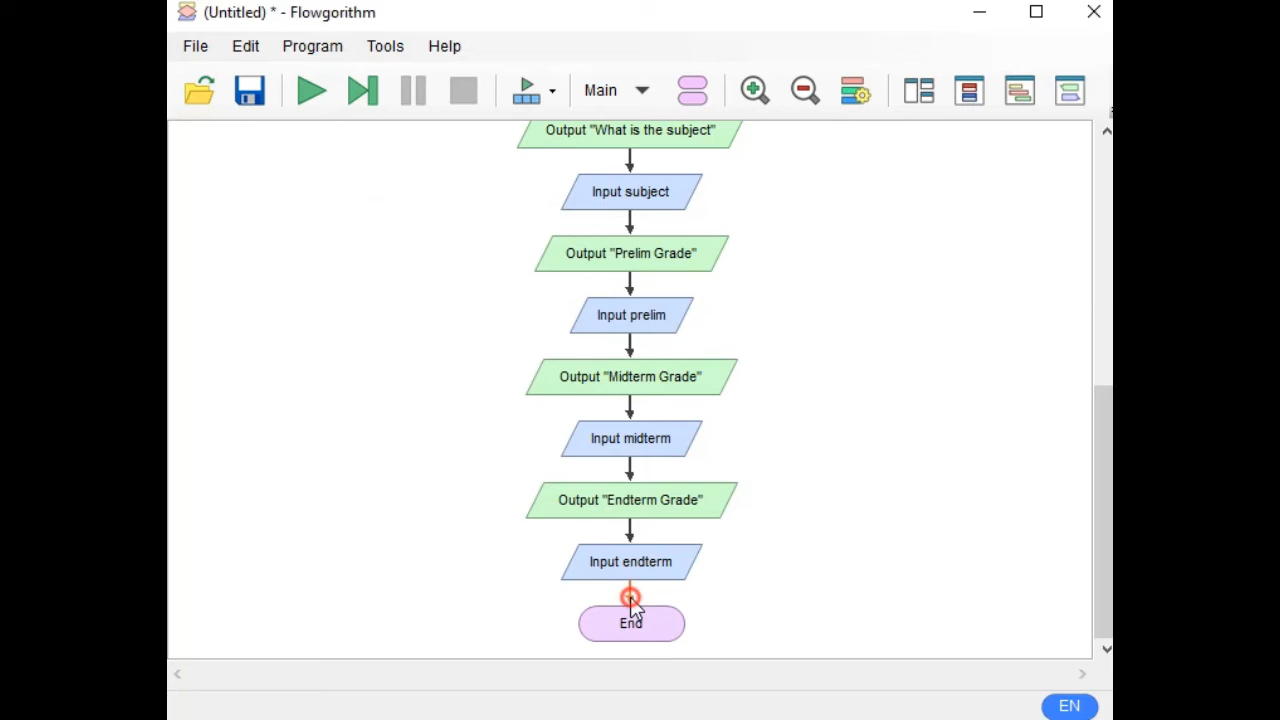 (Untitled) * - Flowgorithm
File Edit Program Tools Help
Main
Output "What is the subject"
Input subject
Output "Prelim Grade"
Input prelim
Output "Midterm Grade"
Input midterm
Output "Endterm Grade"
Input endterm
End
EN